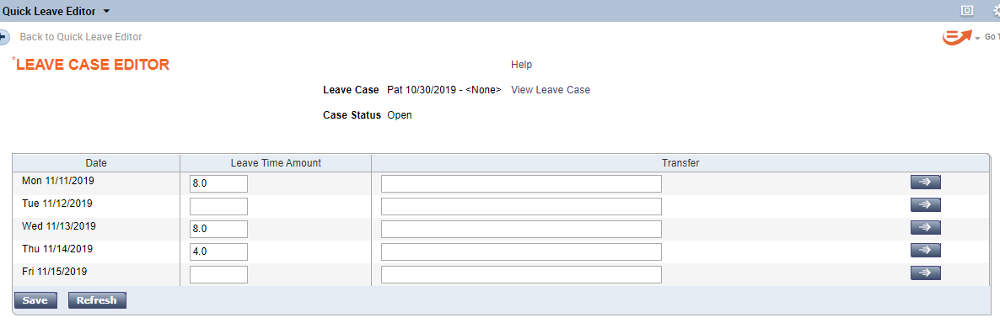 Quick Leave Editor
Back to Quick Leave Editor
Go T
*LEAVE CASE EDITOR
Help
Leave Case Pat 10/30/2019 - <None> View Leave Case
Case Status Open
Date Leave Time Amount Transfer
Mon 11/11/2019 8.0
Tue 11/12/2019
Wed 11/13/2019 8.0
Thu 11/14/2019 4.0
Fri 11/15/2019
Save Refresh